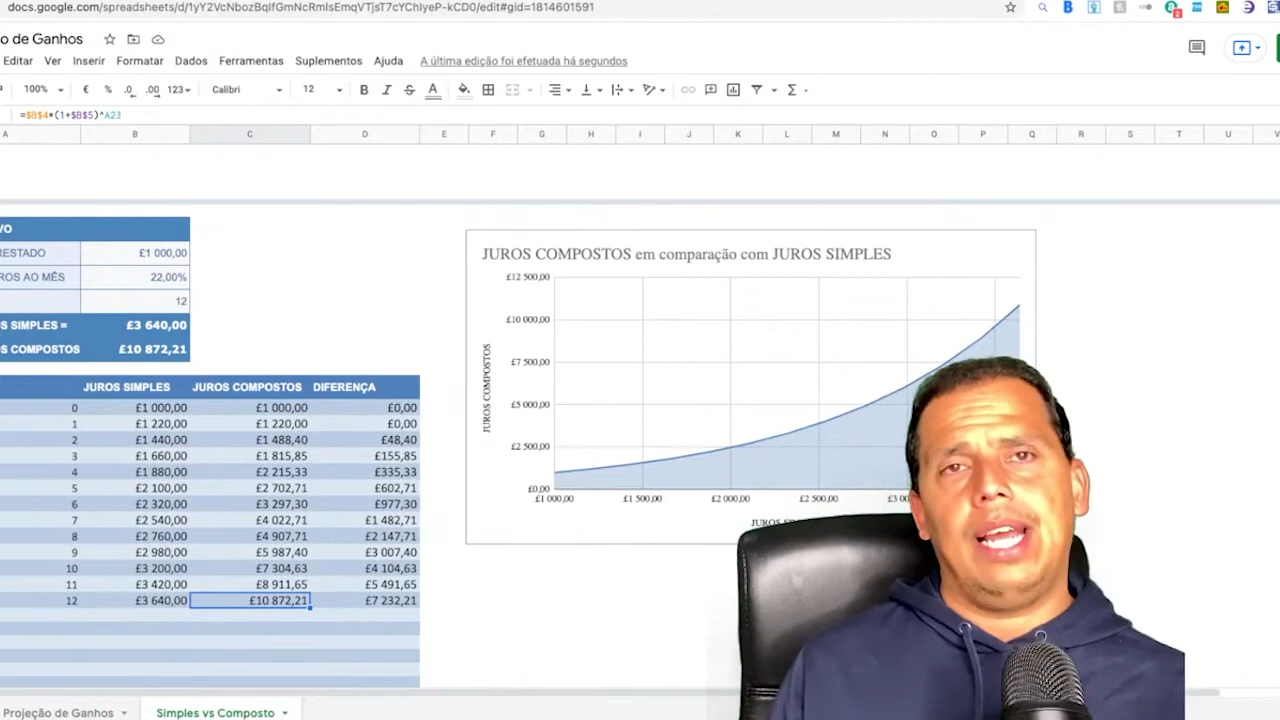 docs.google.com/spreadsheets/d/1yY2VcNbozBqIfGmNcRmIsEmqVTjsT7cYChlyeP-kCD0/edit#gid=1814601591
o de Ganhos
Editar Ver Inserir Formatar Dados Ferramentas Suplementos Ajuda A última edição foi efetuada há segundos
100% € % .0 .00 123 Calibri 12 B I S A Σ
=$B$4*(1+$B$5)^A23
A B C D E F G H I J K L M N O P Q R S T U V
VO
RESTADO £1 000,00
ROS AO MÊS 22,00%
12
S SIMPLES = £3 640,00
S COMPOSTOS £10 872,21
JUROS SIMPLES JUROS COMPOSTOS DIFERENÇA
0 £1 000,00 £1 000,00 £0,00
1 £1 220,00 £1 220,00 £0,00
2 £1 440,00 £1 488,40 £48,40
3 £1 660,00 £1 815,85 £155,85
4 £1 880,00 £2 215,33 £335,33
5 £2 100,00 £2 702,71 £602,71
6 £2 320,00 £3 297,30 £977,30
7 £2 540,00 £4 022,71 £1 482,71
8 £2 760,00 £4 907,71 £2 147,71
9 £2 980,00 £5 987,40 £3 007,40
10 £3 200,00 £7 304,63 £4 104,63
11 £3 420,00 £8 911,65 £5 491,65
12 £3 640,00 £10 872,21 £7 232,21
JUROS COMPOSTOS em comparação com JUROS SIMPLES
£12 500,00
£10 000,00
£7 500,00
£5 000,00
£2 500,00
£0,00
JUROS COMPOSTOS
£1 000,00 £1 500,00 £2 000,00 £2 500,00 £3 00
JUROS
Projeção de Ganhos Simples vs Composto